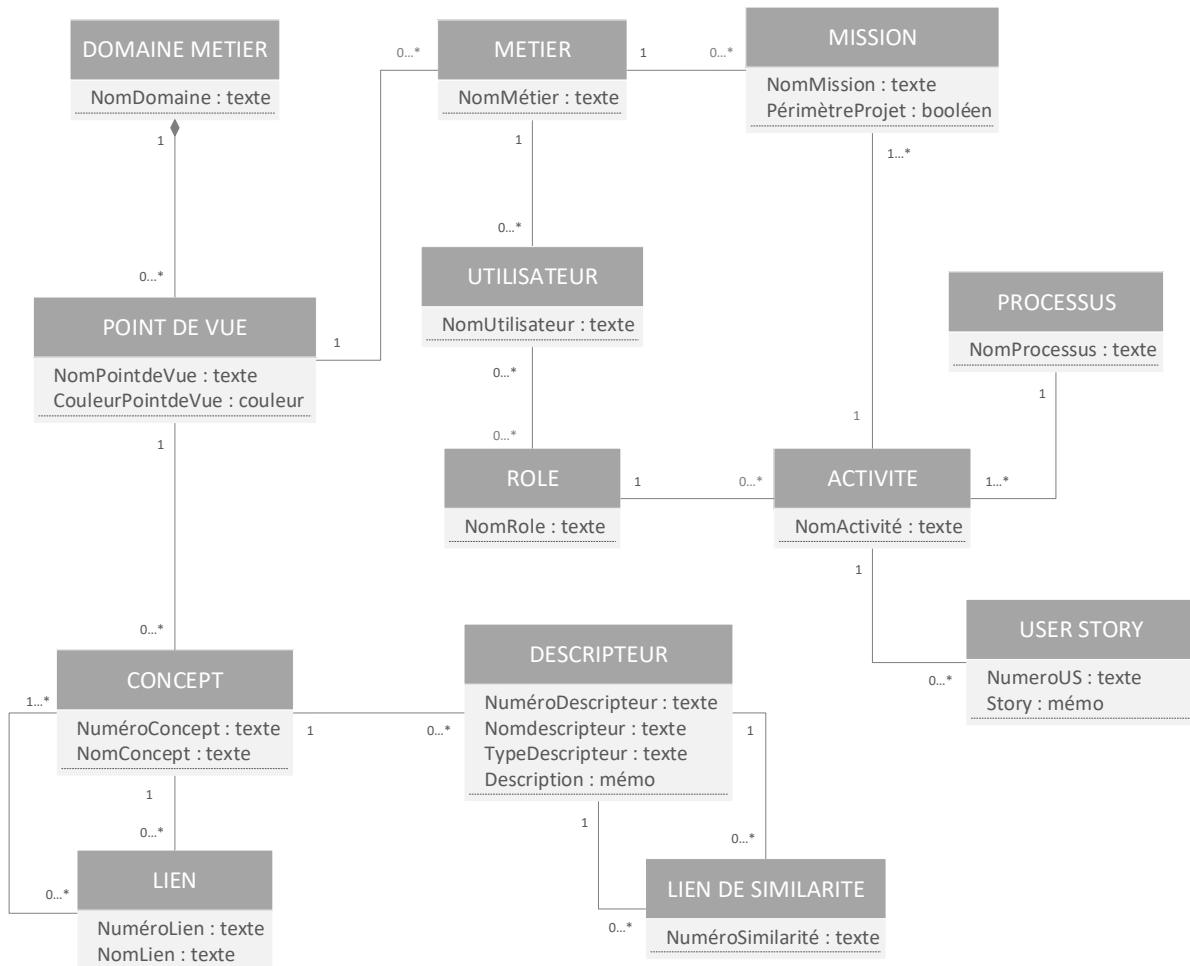 DOMAINE METIER
NomDomaine : texte
1
0...*
METIER
NomMétier : texte
0...*
1
0...*
1
0...*
MISSION
NomMission : texte
PérimètreProjet : booléen
1...*
1
UTILISATEUR
NomUtilisateur : texte
0...*
0...*
PROCESSUS
NomProcessus : texte
1
1...*
POINT DE VUE
NomPointdeVue : texte
CouleurPointdeVue : couleur
1
1
0...*
ROLE
NomRole : texte
1
0...*
ACTIVITE
NomActivité : texte
1
0...*
USER STORY
NumeroUS : texte
Story : mémo
CONCEPT
NuméroConcept : texte
NomConcept : texte
1...*
1
0...*
1
0...*
0...*
DESCRIPTEUR
NuméroDescripteur : texte
Nomdescripteur : texte
TypeDescripteur : texte
Description : mémo
1
1
0...*
0...*
LIEN
NuméroLien : texte
NomLien : texte
LIEN DE SIMILARITE
NuméroSimilarité : texte